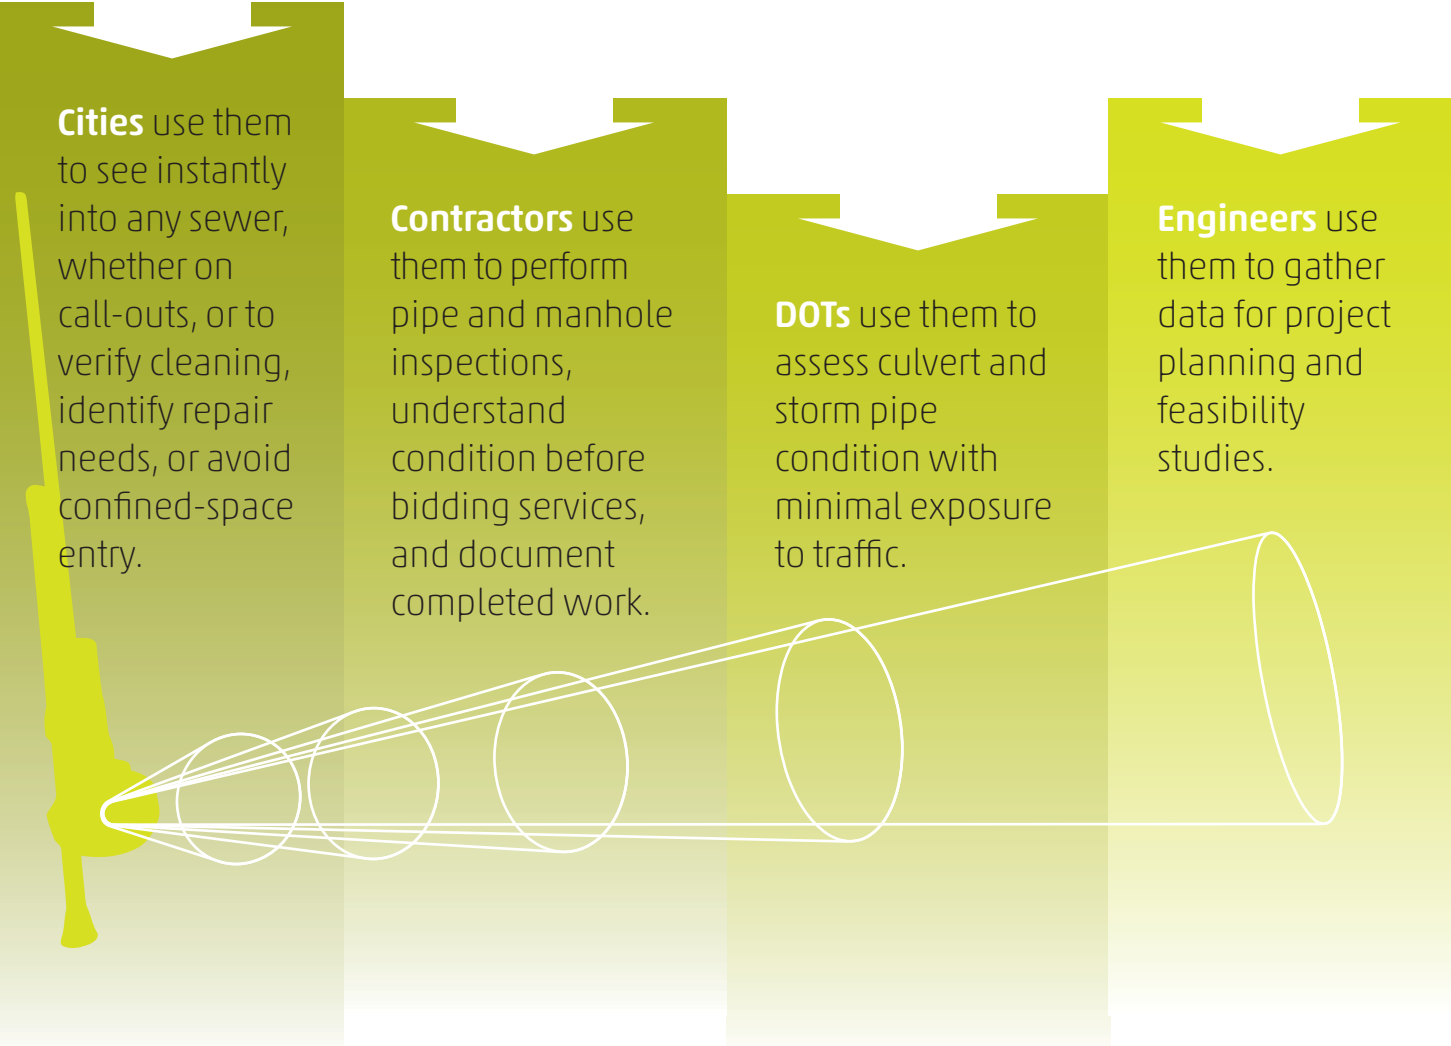 Cities use them
to see instantly
into any sewer,
whether on
call-outs, or to
verify cleaning,
identify repair
needs, or avoid
confined-space
entry.
Contractors use
them to perform
pipe and manhole
inspections,
understand
condition before
bidding services,
and document
completed work.
DOTs use them to
assess culvert and
storm pipe
condition with
minimal exposure
to traffic.
Engineers use
them to gather
data for project
planning and
feasibility
studies.